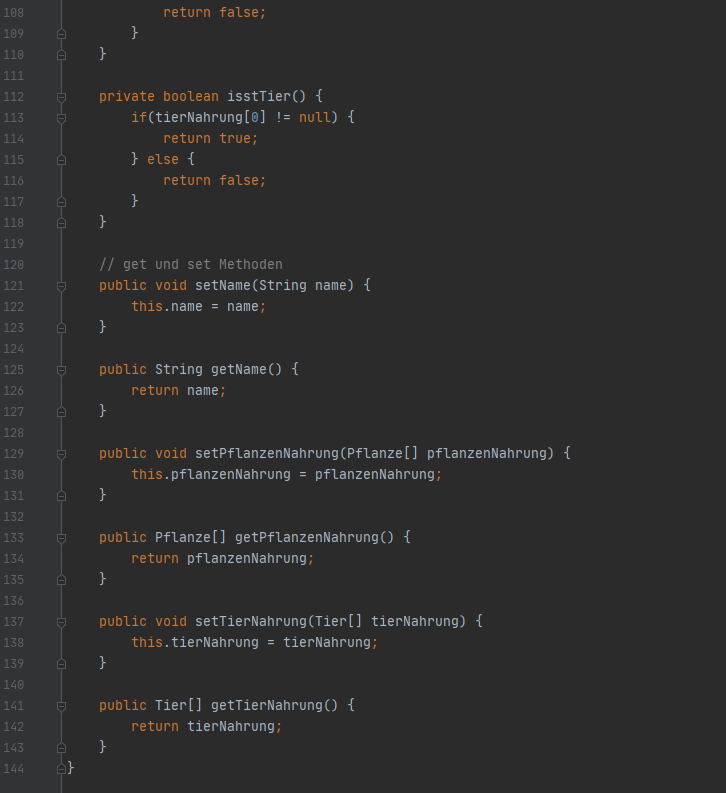 108 return false;
109 }
110 }
111
112 private boolean isstTier() {
113 if(tierNahrung[0] != null) {
114 return true;
115 } else {
116 return false;
117 }
118 }
119
120 // get und set Methoden
121 public void setName(String name) {
122 this.name = name;
123 }
124
125 public String getName() {
126 return name;
127 }
128
129 public void setPflanzenNahrung(Pflanze[] pflanzenNahrung) {
130 this.pflanzenNahrung = pflanzenNahrung;
131 }
132
133 public Pflanze[] getPflanzenNahrung() {
134 return pflanzenNahrung;
135 }
136
137 public void setTierNahrung(Tier[] tierNahrung) {
138 this.tierNahrung = tierNahrung;
139 }
140
141 public Tier[] getTierNahrung() {
142 return tierNahrung;
143 }
144 }